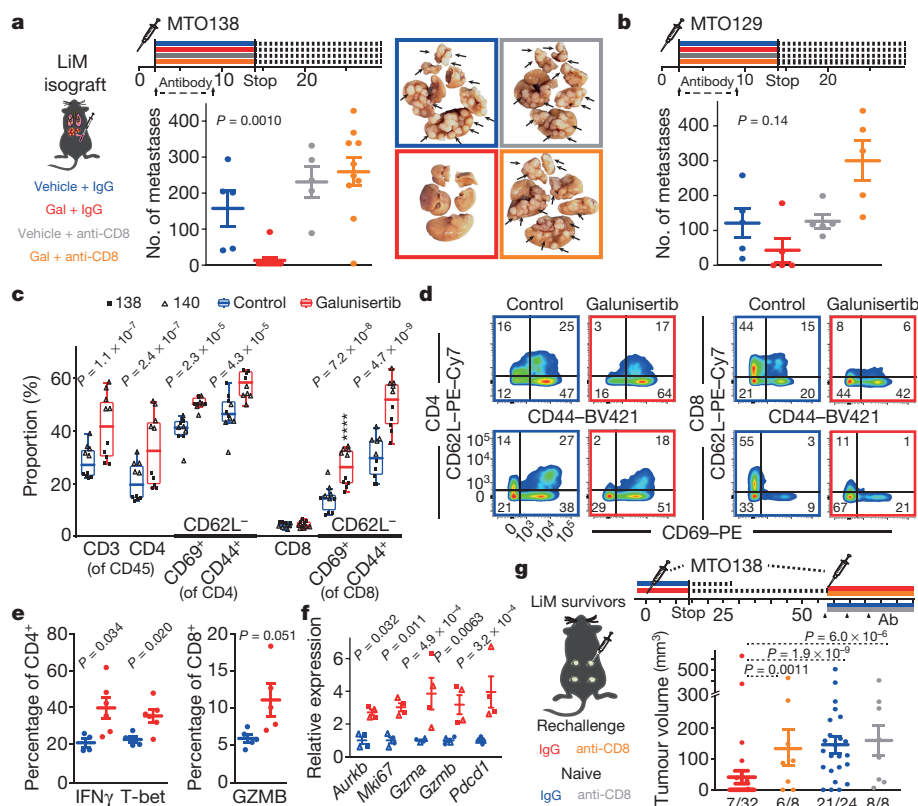 a
MTO138
0
10
20
Antibody
Stop
LiM
isograft
Vehicle + IgG
Gal + IgG
Vehicle + anti-CD8
Gal + anti-CD8
No. of metastases
400
300
200
100
0
P = 0.0010
b
MTO129
0
10
20
Antibody
Stop
No. of metastases
400
300
200
100
0
P = 0.14
c
■ 138 △ 140 Control Galunisertib
P = 1.1 × 10⁻⁷
P = 2.4 × 10⁻⁷
P = 2.3 × 10⁻⁵
P = 4.3 × 10⁻⁵
P = 7.2 × 10⁻⁸
P = 4.7 × 10⁻⁹
****
Proportion (%)
60
40
20
0
CD3 CD4
(of CD45)
CD62L⁻
CD69⁺
CD44⁺
(of CD4)
CD8
CD62L⁻
CD69⁺
CD44⁺
(of CD8)
d
Control Galunisertib
CD4
CD62L–PE–Cy7
16 25
12 47
3 17
16 64
CD44–BV421
14 27
21 38
2 18
29 51
10⁵
10⁴
10³
0
0 10³ 10⁴ 10⁵
Control Galunisertib
CD8
CD62L–PE–Cy7
44 15
21 20
8 6
44 42
CD44–BV421
55 3
33 9
11 1
67 21
CD69–PE
e
Percentage of CD4⁺
80
60
40
20
0
P = 0.034
P = 0.020
IFNγ T-bet
Percentage of CD8⁺
20
15
10
5
0
P = 0.051
GZMB
f
Relative expression
6
4
2
0
P = 0.032
P = 0.011
P = 4.9 × 10⁻⁴
P = 0.0063
P = 3.2 × 10⁻⁴
Aurkb
Mki67
Gzma
Gzmb
Pdcd1
g
MTO138
0
25
50
Stop
Ab
LiM survivors
Rechallenge
IgG anti-CD8
Naive
IgG anti-CD8
Tumour volume (mm³)
600
300
300
200
100
0
P = 6.0 × 10⁻⁶
P = 1.9 × 10⁻⁹
P = 0.0011
7/32 6/8 21/24 8/8